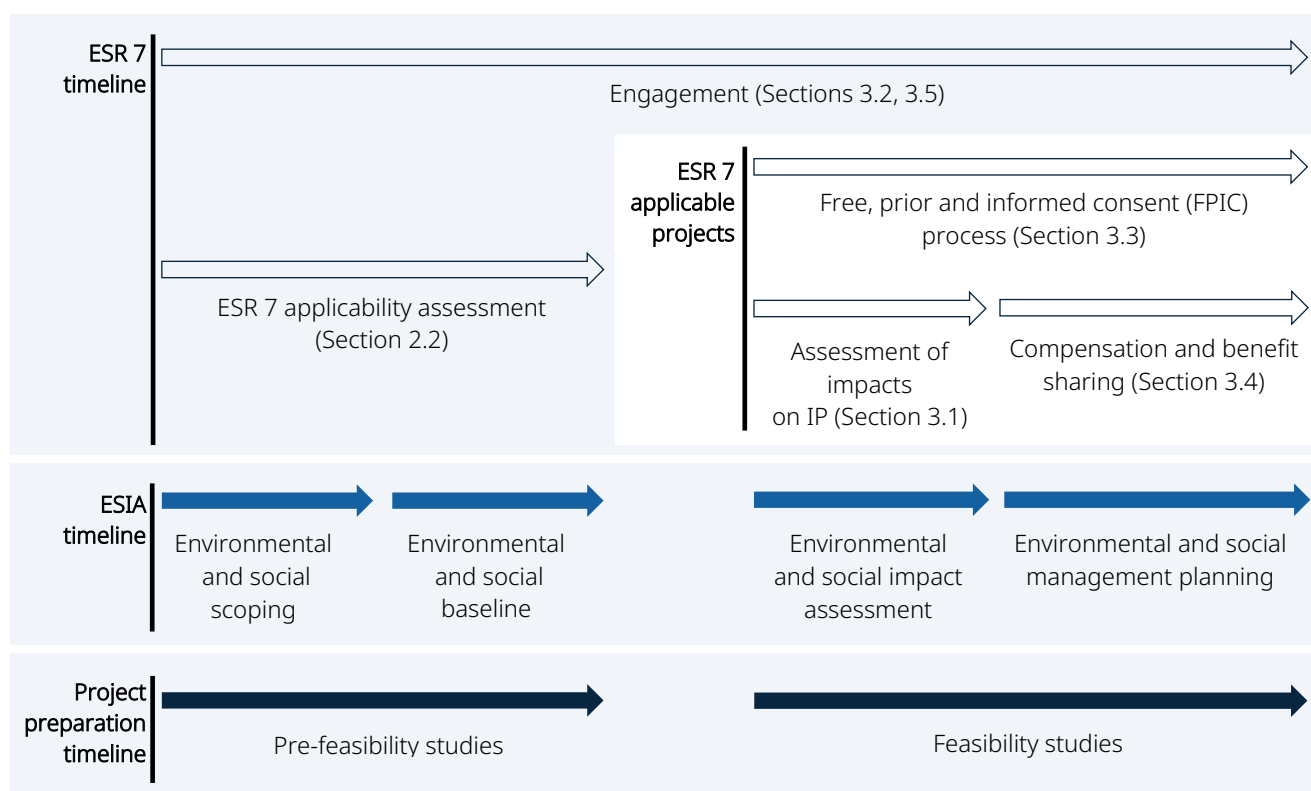 ESR 7
timeline
Engagement (Sections 3.2, 3.5)
ESR 7
applicable
projects
Free, prior and informed consent (FPIC)
process (Section 3.3)
ESR 7 applicability assessment
(Section 2.2)
Assessment of
impacts
on IP (Section 3.1)
Compensation and benefit
sharing (Section 3.4)
ESIA
timeline
Environmental
and social
scoping
Environmental
and social
baseline
Environmental
and social impact
assessment
Environmental and social
management planning
Project
preparation
timeline
Pre-feasibility studies
Feasibility studies